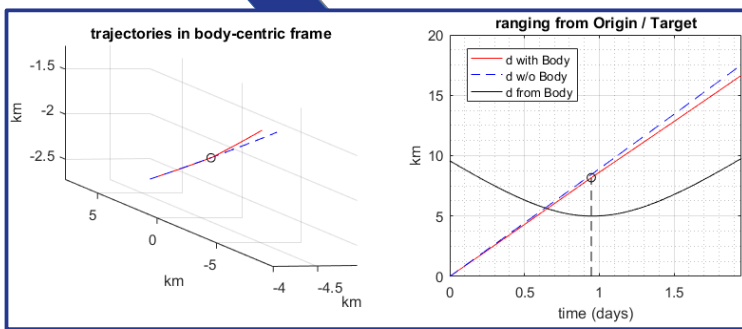 trajectories in body-centric frame
-1.5
-2
-2.5
km
5
0
-5
km
-4
-4.5
km
ranging from Origin / Target
20
15
10
5
0
km
d with Body
d w/o Body
d from Body
0
0.5
1
1.5
time (days)